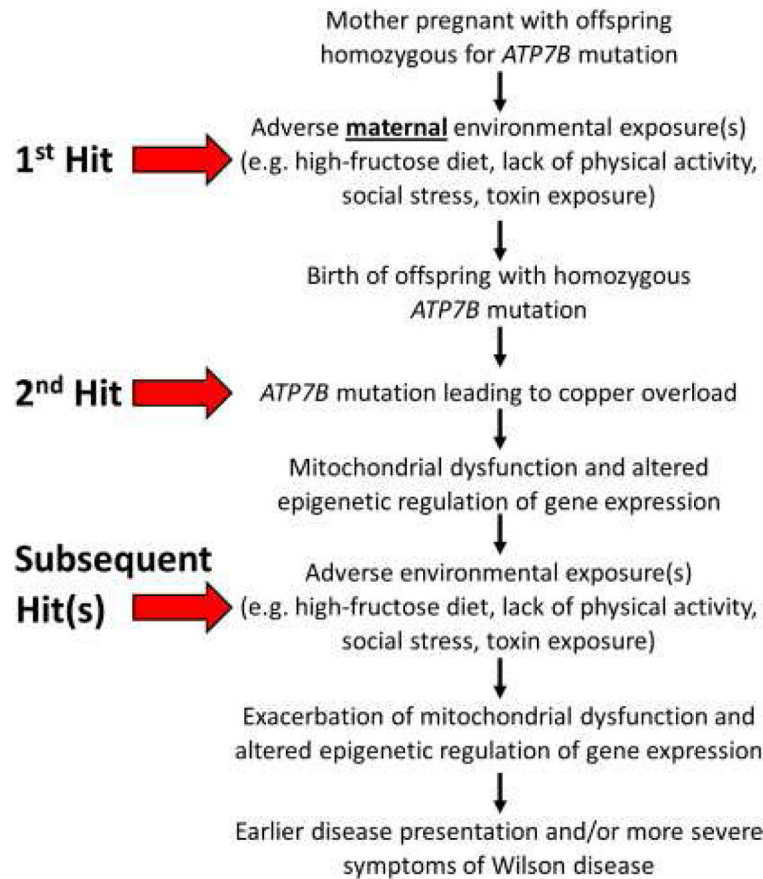 Mother pregnant with offspring
homozygous for ATP7B mutation
1st Hit
Adverse maternal environmental exposure(s)
(e.g. high-fructose diet, lack of physical activity,
social stress, toxin exposure)
Birth of offspring with homozygous
ATP7B mutation
2nd Hit
ATP7B mutation leading to copper overload
Mitochondrial dysfunction and altered
epigenetic regulation of gene expression
Subsequent
Hit(s)
Adverse environmental exposure(s)
(e.g. high-fructose diet, lack of physical activity,
social stress, toxin exposure)
Exacerbation of mitochondrial dysfunction and
altered epigenetic regulation of gene expression
Earlier disease presentation and/or more severe
symptoms of Wilson disease